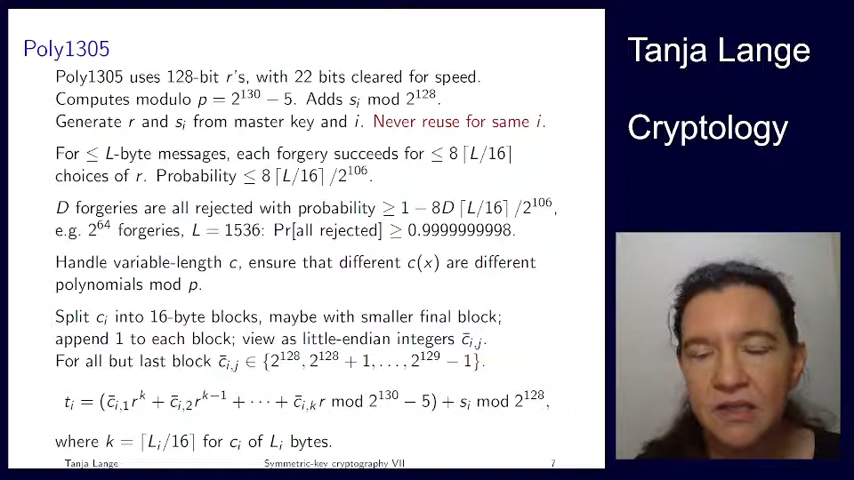 Poly1305
Poly1305 uses 128-bit r's, with 22 bits cleared for speed.
Computes modulo p = 2^130 − 5. Adds s_i mod 2^128.
Generate r and s_i from master key and i. Never reuse for same i.
For ≤ L-byte messages, each forgery succeeds for ≤ 8 ⌈L/16⌉
choices of r. Probability ≤ 8 ⌈L/16⌉ /2^106.
D forgeries are all rejected with probability ≥ 1 − 8D ⌈L/16⌉ /2^106,
e.g. 2^64 forgeries, L = 1536: Pr[all rejected] ≥ 0.9999999998.
Handle variable-length c, ensure that different c(x) are different
polynomials mod p.
Split c_i into 16-byte blocks, maybe with smaller final block;
append 1 to each block; view as little-endian integers c̄_{i,j}.
For all but last block c̄_{i,j} ∈ {2^128, 2^128 + 1, . . . , 2^129 − 1}.
t_i = (c̄_{i,1}r^k + c̄_{i,2}r^{k−1} + · · · + c̄_{i,k}r mod 2^130 − 5) + s_i mod 2^128,
where k = ⌈L_i/16⌉ for c_i of L_i bytes.
Tanja Lange Symmetric-key cryptography VII 7
Tanja Lange
Cryptology